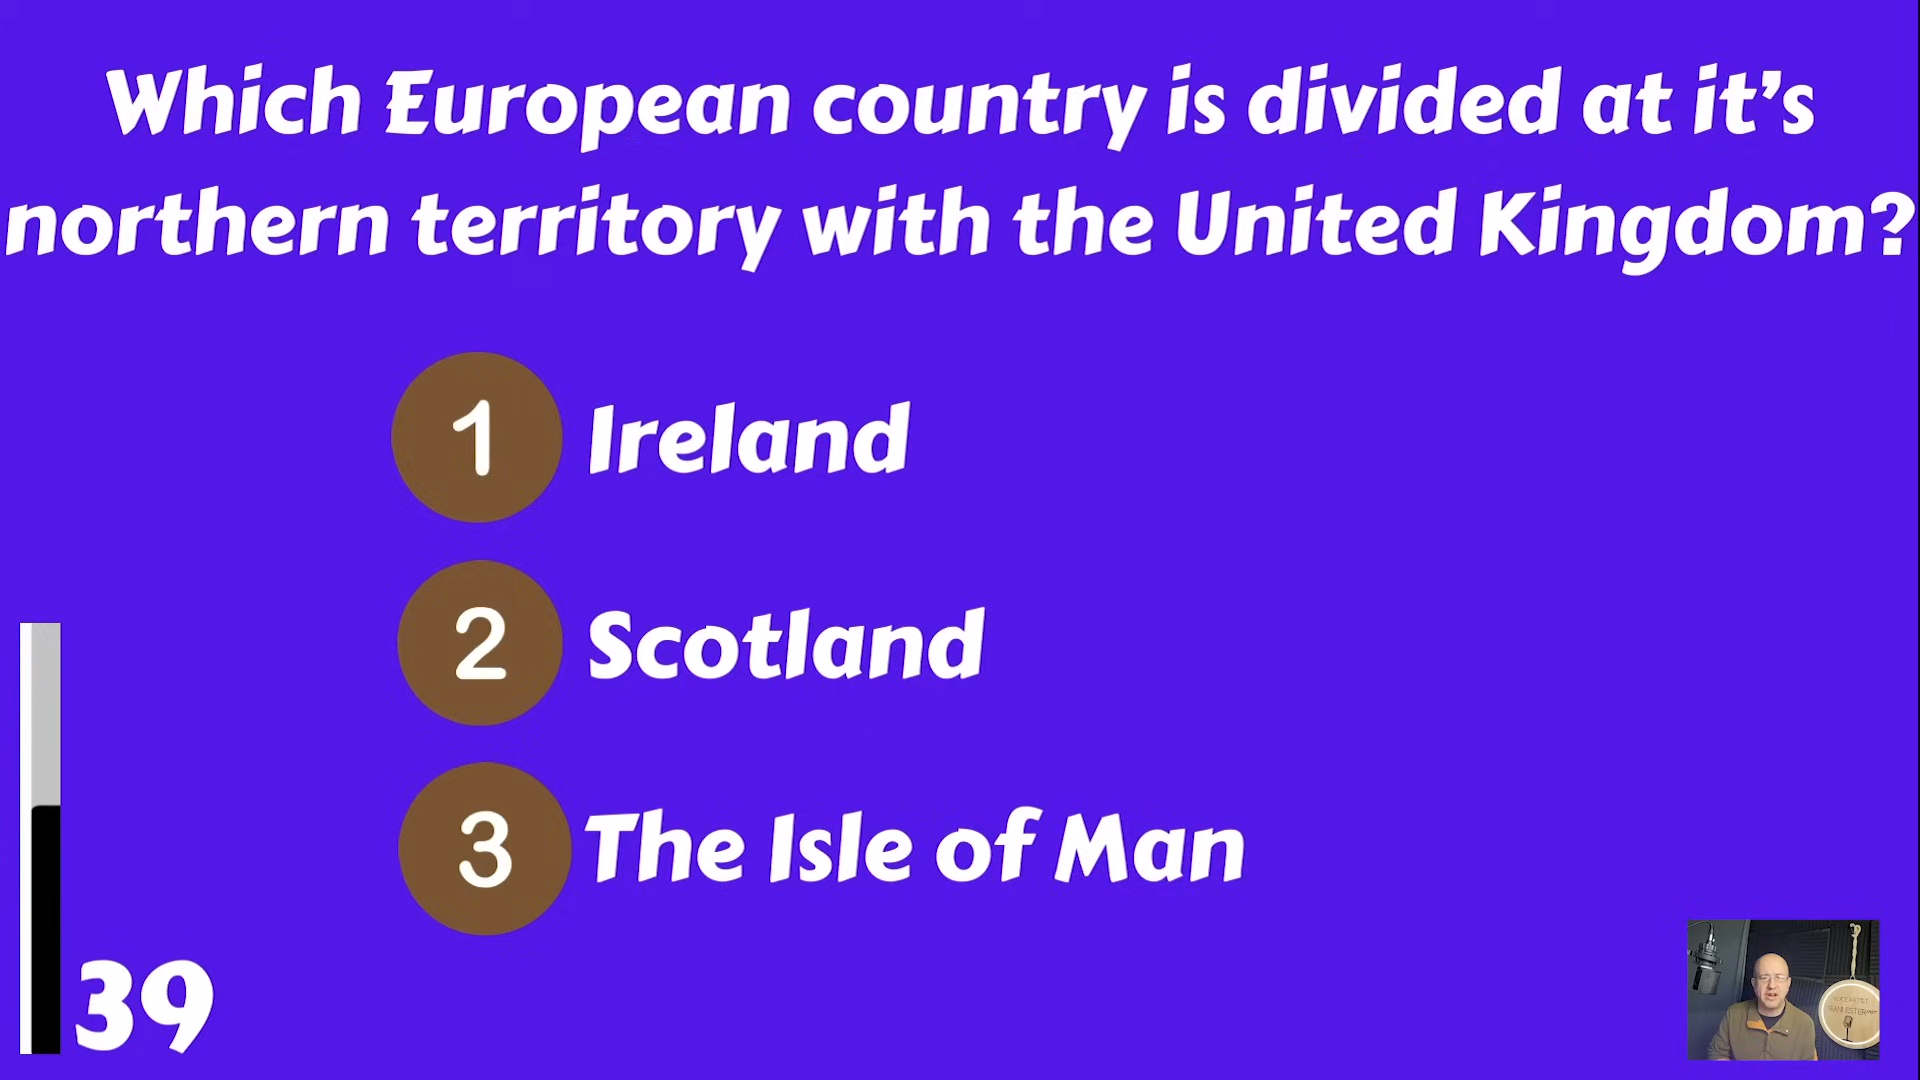 Which European country is divided at it's
northern territory with the United Kingdom?
1 Ireland
2 Scotland
3 The Isle of Man
39